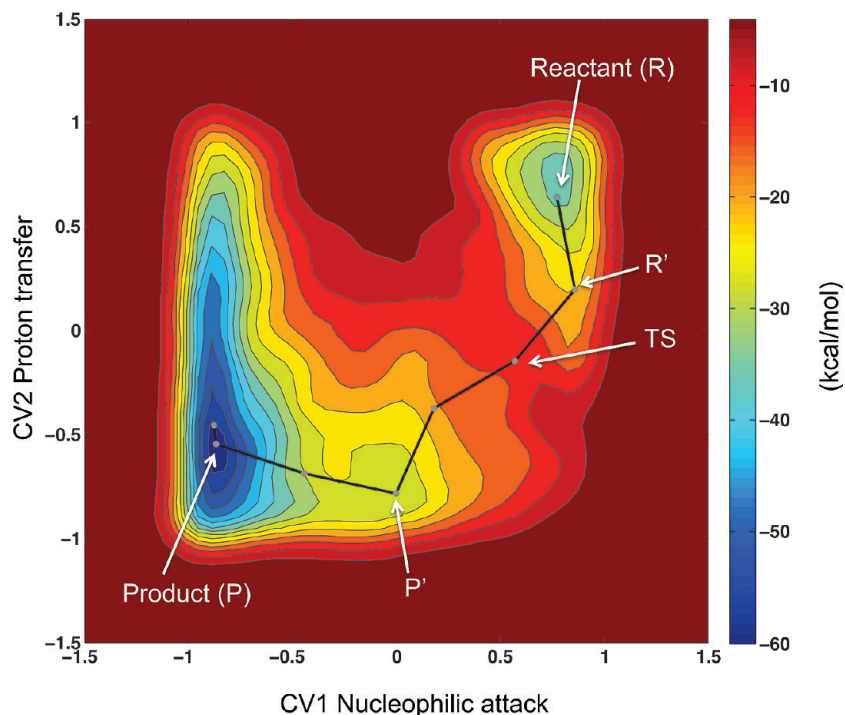 1.5
1
0.5
0
−0.5
−1
−1.5
−1.5
−1
−0.5
0
0.5
1
1.5
CV2 Proton transfer
CV1 Nucleophilic attack
Reactant (R)
R’
TS
P’
Product (P)
−10
−20
−30
−40
−50
−60
(kcal/mol)